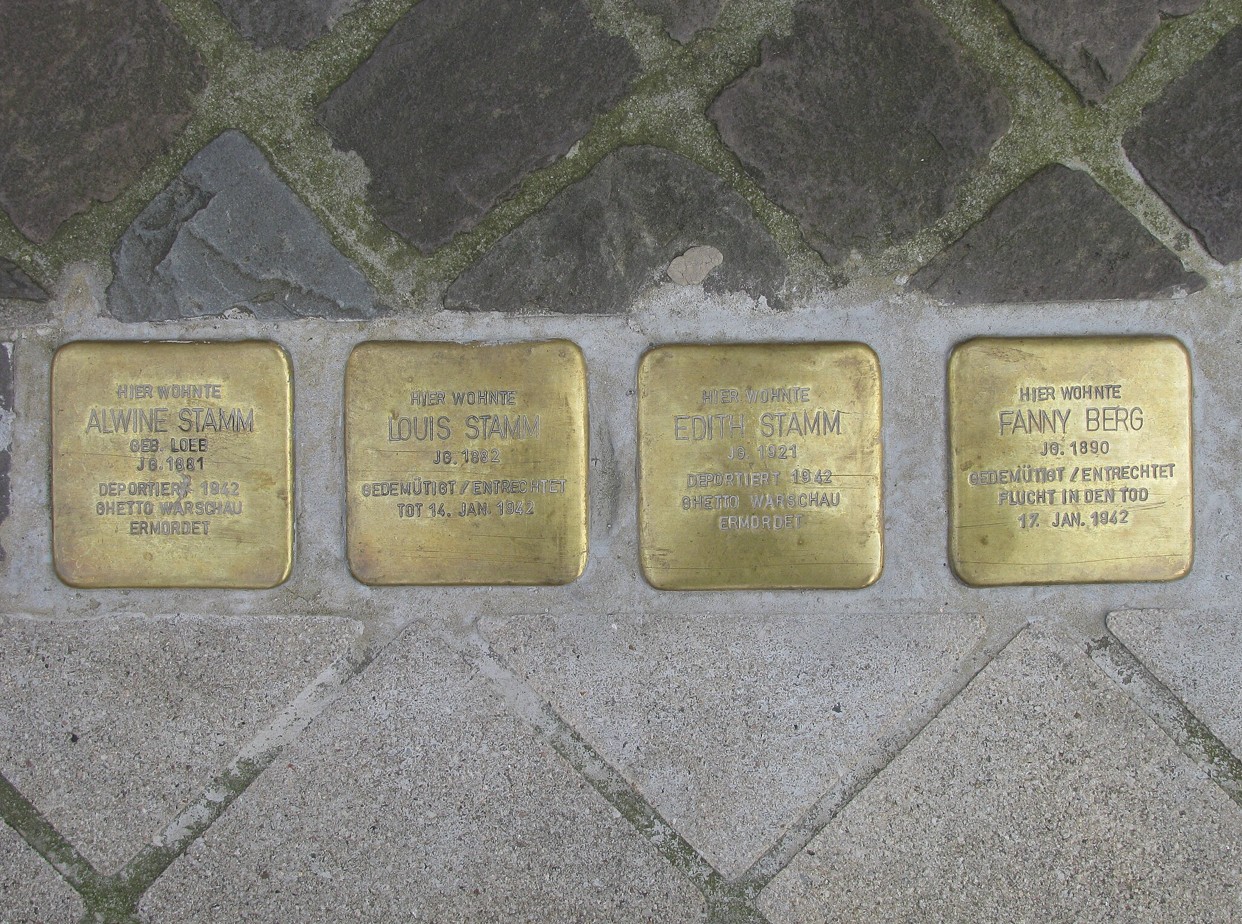 HIER WOHNTE
ALWINE STAMM
GEB. LOEB
JG. 1881
DEPORTIERT 1942
GHETTO WARSCHAU
ERMORDET
HIER WOHNTE
LOUIS STAMM
JG. 1882
GEDEMÜTIGT / ENTRECHTET
TOT 14. JAN. 1942
HIER WOHNTE
EDITH STAMM
JG. 1921
DEPORTIERT 1942
GHETTO WARSCHAU
ERMORDET
HIER WOHNTE
FANNY BERG
JG. 1890
GEDEMÜTIGT / ENTRECHTET
FLUCHT IN DEN TOD
17. JAN. 1942